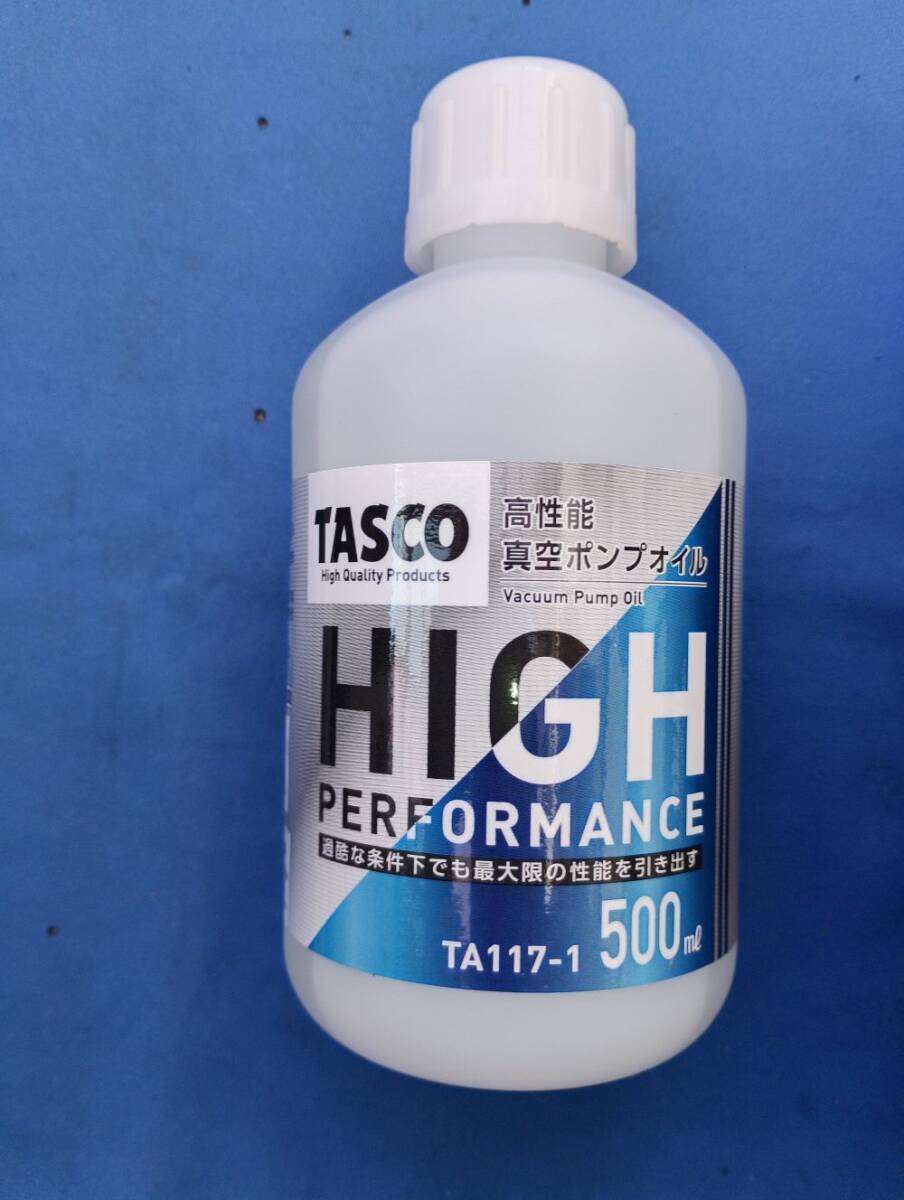 TASCO
High Quality Products
高性能
真空ポンプオイル
Vacuum Pump Oil
HIGH
PERFORMANCE
過酷な条件下でも最大限の性能を引き出す
TA117-1 500㎖